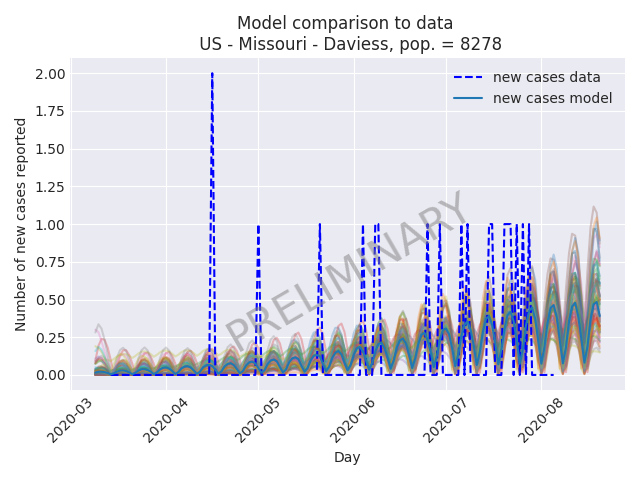 Model comparison to data
US - Missouri - Daviess, pop. = 8278
new cases data
new cases model
2.00
1.75
1.50
1.25
1.00
0.75
0.50
0.25
0.00
Number of new cases reported
PRELIMINARY
2020-03
2020-04
2020-05
2020-06
2020-07
2020-08
Day